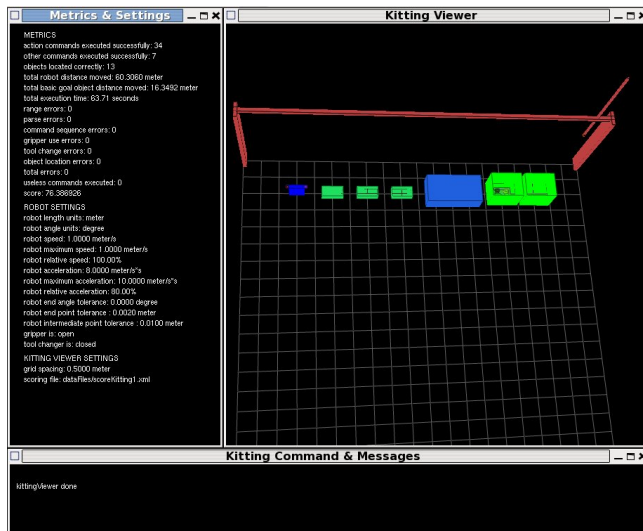 Metrics & Settings
METRICS
action commands executed successfully: 34
other commands executed successfully: 7
objects located correctly: 13
total robot distance moved: 60.3060 meter
total basic goal object distance moved: 16.3492 meter
total execution time: 63.71 seconds
range errors: 0
parse errors: 0
command sequence errors: 0
gripper use errors: 0
tool change errors: 0
object location errors: 0
total errors: 0
useless commands executed: 0
score: 76.386926
ROBOT SETTINGS
robot length units: meter
robot angle units: degree
robot speed: 1.0000 meter/s
robot maximum speed: 1.0000 meter/s
robot relative speed: 100.00%
robot acceleration: 8.0000 meter/s*s
robot maximum acceleration: 10.0000 meter/s*s
robot relative acceleration: 80.00%
robot end angle tolerance: 0.0000 degree
robot end point tolerance : 0.0020 meter
robot intermediate point tolerance : 0.0100 meter
gripper is: open
tool changer is: closed
KITTING VIEWER SETTINGS
grid spacing: 0.5000 meter
scoring file: dataFiles/scoreKitting1.xml
Kitting Viewer
Kitting Command & Messages
kittingViewer done